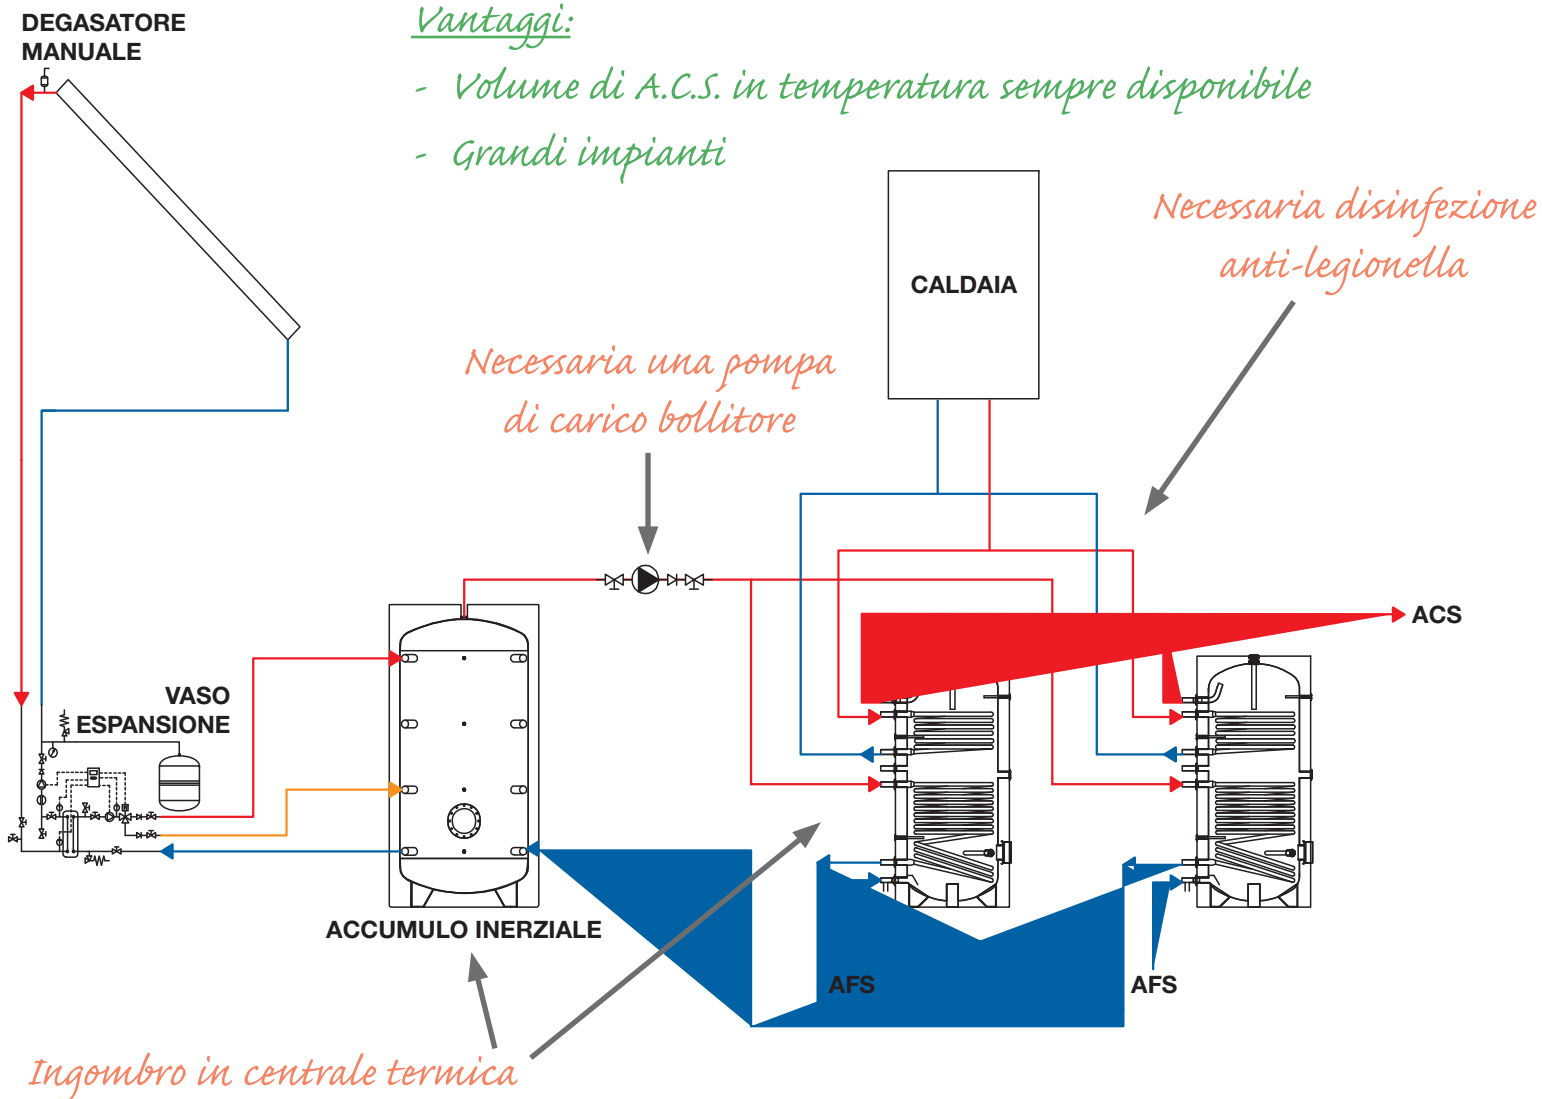 DEGASATORE
MANUALE
Vantaggi:
- Volume di A.C.S. in temperatura sempre disponibile
- Grandi impianti
Necessaria disinfezione
anti-legionella
CALDAIA
Necessaria una pompa
di carico bollitore
ACS
VASO
ESPANSIONE
ACCUMULO INERZIALE
AFS
AFS
Ingombro in centrale termica